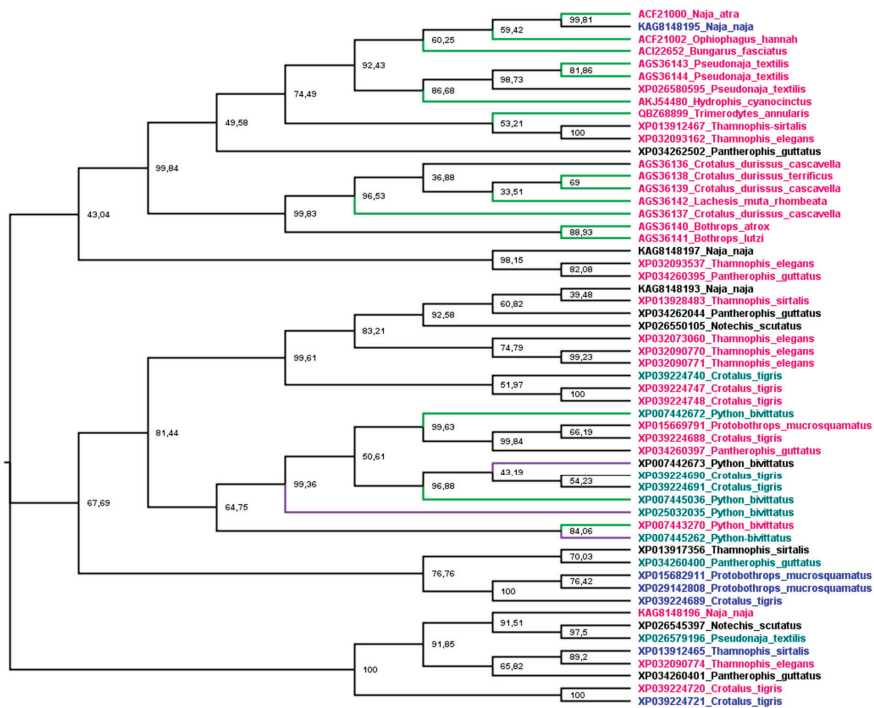 ACF21000_Naja_atra
99,81
KAG8148195_Naja_naja
59,42
ACF21002_Ophiophagus_hannah
60,25
ACI22652_Bungarus_fasciatus
92,43
AGS36143_Pseudonaja_textilis
81,86
AGS36144_Pseudonaja_textilis
98,73
XP026580595_Pseudonaja_textilis
86,68
74,49
AKJ54480_Hydrophis_cyanocinctus
QBZ68899_Trimerodytes_annularis
49,58
53,21
XP013912467_Thamnophis-sirtalis
100
XP032093162_Thamnophis_elegans
XP034262502_Pantherophis_guttatus
99,84
AGS36136_Crotalus_durissus_cascavella
36,88
AGS36138_Crotalus_durissus_terrificus
69
AGS36139_Crotalus_durissus_cascavella
33,51
96,53
AGS36142_Lachesis_muta_rhombeata
43,04
99,83
AGS36137_Crotalus_durissus_cascavella
AGS36140_Bothrops_atrox
88,93
AGS36141_Bothrops_lutzi
KAG8148197_Naja_naja
98,15
XP032093537_Thamnophis_elegans
82,08
XP034260395_Pantherophis_guttatus
KAG8148193_Naja_naja
39,48
XP013928483_Thamnophis_sirtalis
60,82
XP034262044_Pantherophis_guttatus
92,58
XP026550105_Notechis_scutatus
83,21
XP032073060_Thamnophis_elegans
74,79
XP032090770_Thamnophis_elegans
99,23
99,61
XP032090771_Thamnophis_elegans
XP039224740_Crotalus_tigris
51,97
XP039224747_Crotalus_tigris
100
XP039224748_Crotalus_tigris
XP007442672_Python_bivittatus
99,63
81,44
XP015669791_Protobothrops_mucrosquamatus
66,19
XP039224688_Crotalus_tigris
99,84
XP034260397_Pantherophis_guttatus
50,61
XP007442673_Python_bivittatus
43,19
XP039224690_Crotalus_tigris
54,23
XP039224691_Crotalus_tigris
99,36
96,88
XP007445036_Python_bivittatus
67,69
64,75
XP025032035_Python_bivittatus
XP007443270_Python_bivittatus
84,06
XP007445262_Python-bivittatus
XP013917356_Thamnophis_sirtalis
70,03
XP034260400_Pantherophis_guttatus
76,76
XP015682911_Protobothrops_mucrosquamatus
76,42
XP029142808_Protobothrops_mucrosquamatus
100
XP039224689_Crotalus_tigris
KAG8148196_Naja_naja
91,51
XP026545397_Notechis_scutatus
97,5
XP026579196_Pseudonaja_textilis
91,85
XP013912465_Thamnophis_sirtalis
89,2
XP032090774_Thamnophis_elegans
65,82
100
XP034260401_Pantherophis_guttatus
XP039224720_Crotalus_tigris
100
XP039224721_Crotalus_tigris